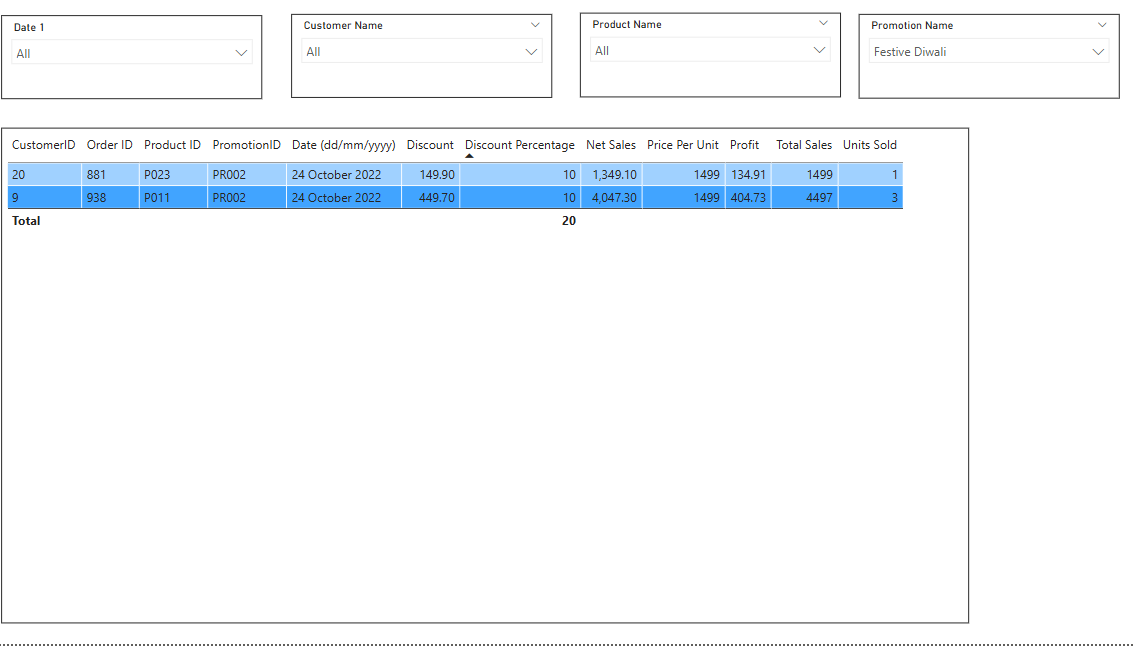 Date 1
All
Customer Name
All
Product Name
All
Promotion Name
Festive Diwali
CustomerID Order ID Product ID PromotionID Date (dd/mm/yyyy) Discount Discount Percentage Net Sales Price Per Unit Profit Total Sales Units Sold
20 881 P023 PR002 24 October 2022 149.90 10 1,349.10 1499 134.91 1499 1
9 938 P011 PR002 24 October 2022 449.70 10 4,047.30 1499 404.73 4497 3
Total 20